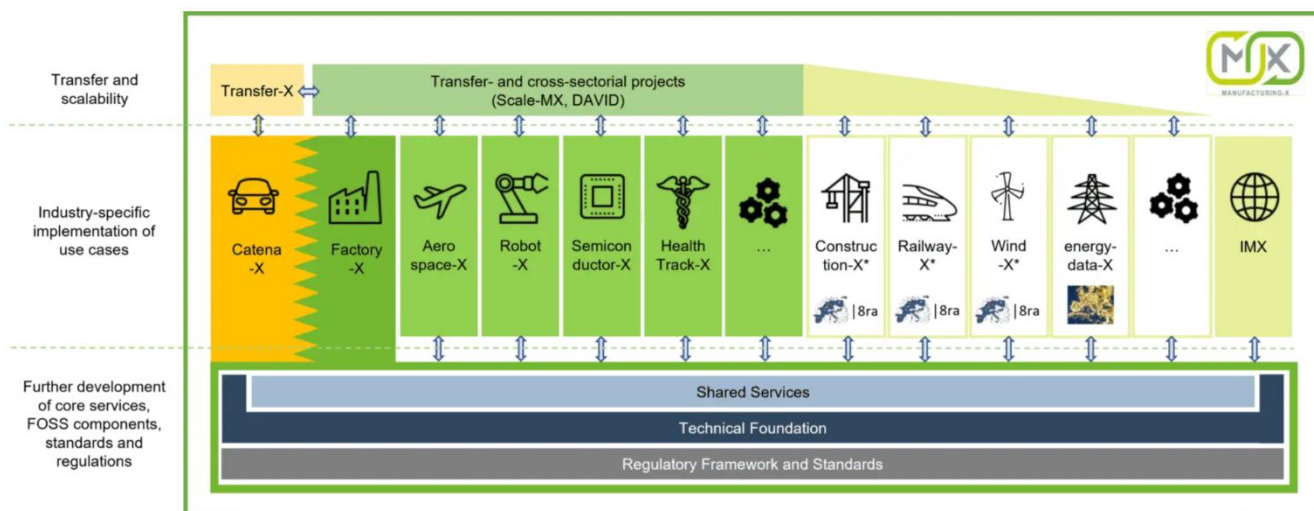 Transfer and
scalability
Transfer-X
Transfer- and cross-sectorial projects
(Scale-MX, DAVID)
MX
MANUFACTURING-X
Industry-specific
implementation of
use cases
Catena
-X
Factory
-X
Aero
space-X
Robot
-X
Semicon
ductor-X
Health
Track-X
...
Construc
tion-X*
|8ra
Railway-
X*
|8ra
Wind
-X*
|8ra
energy-
data-X
...
IMX
Further development
of core services,
FOSS components,
standards and
regulations
Shared Services
Technical Foundation
Regulatory Framework and Standards